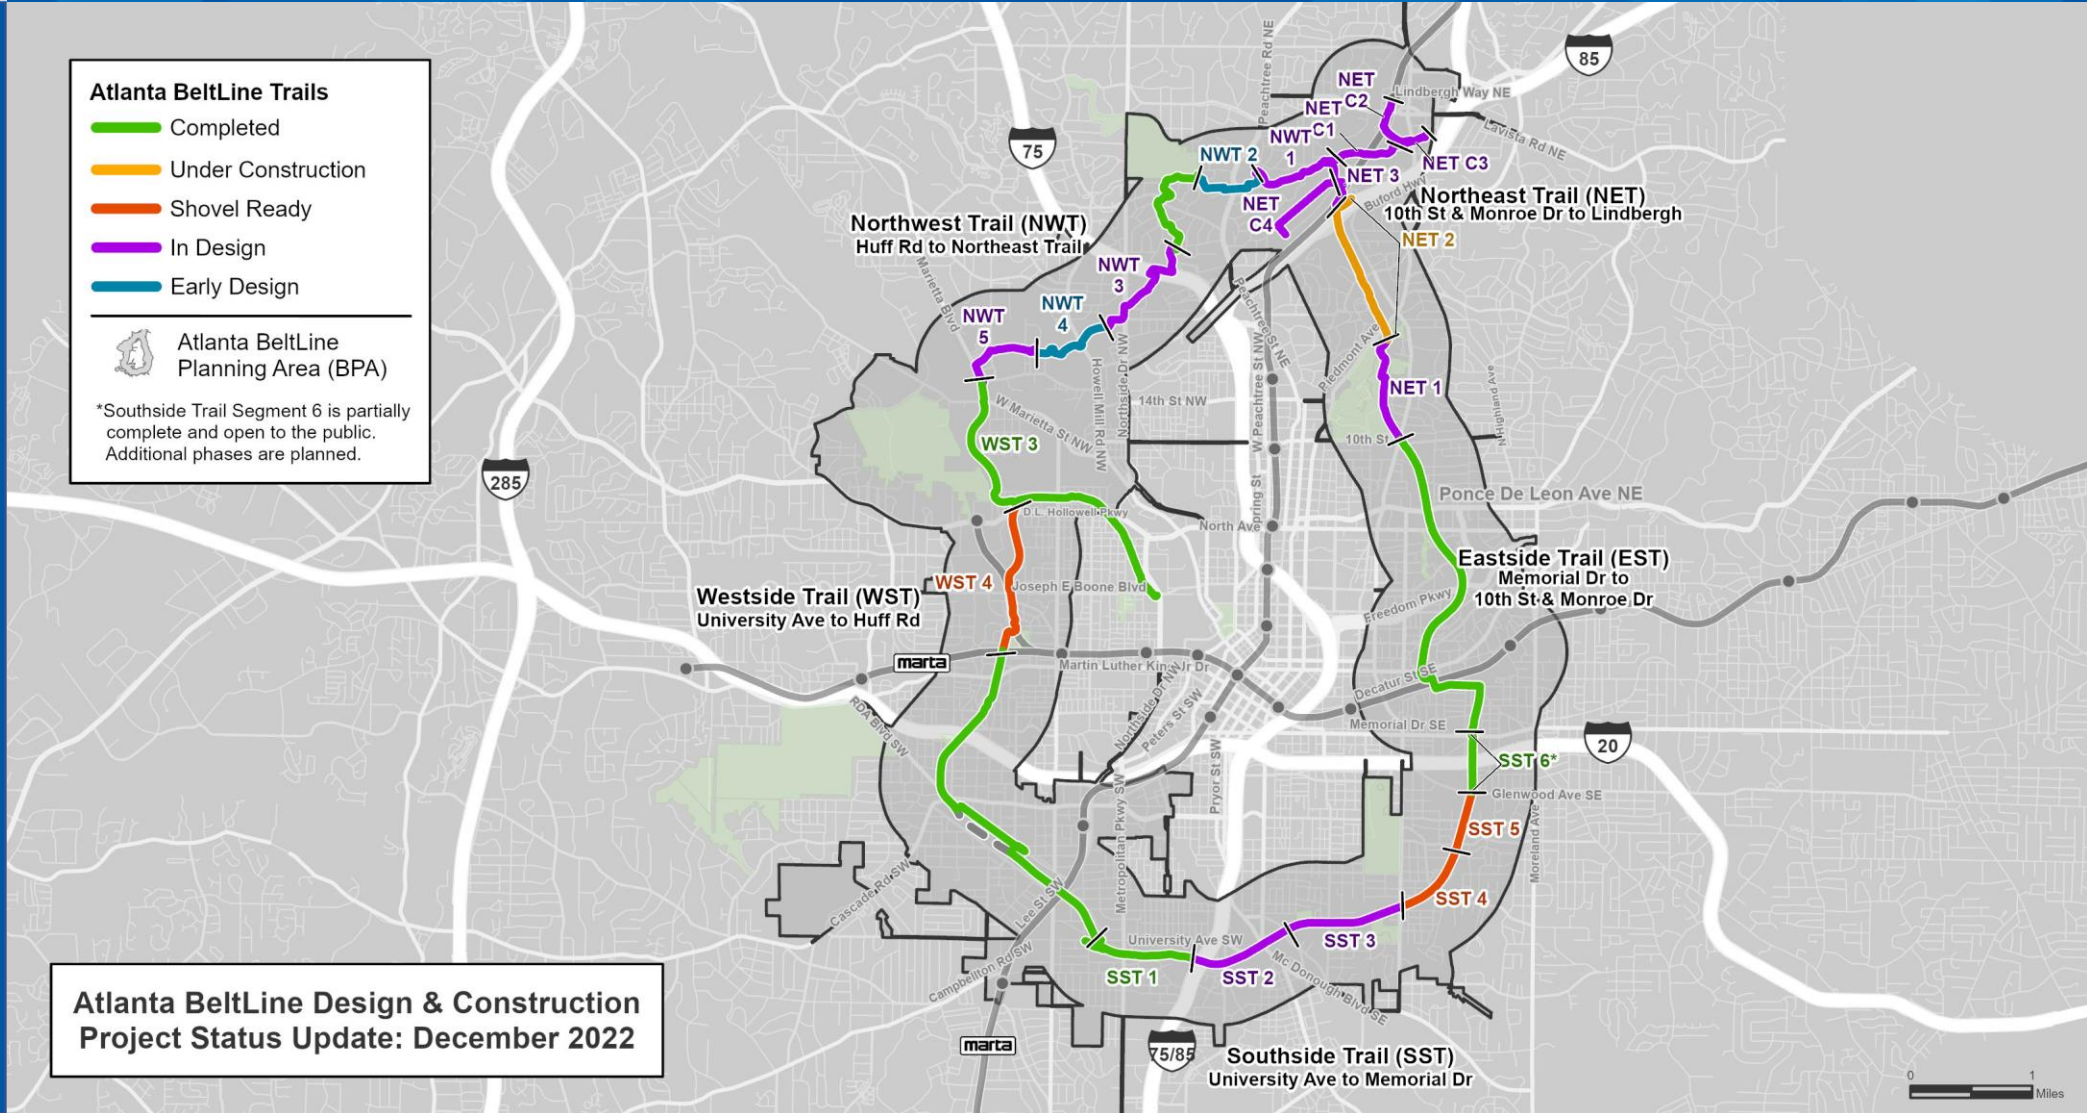 Atlanta BeltLine Trails
Completed
Under Construction
Shovel Ready
In Design
Early Design
Atlanta BeltLine
Planning Area (BPA)
*Southside Trail Segment 6 is partially
complete and open to the public.
Additional phases are planned.
75
85
285
20
75/85
Peachtree Rd NE
Lindbergh Way NE
Lavista Rd NE
NET
C2
NET
C1
NWT
1
NWT 2
NET C3
NET 3
NET
C4
Buford Hwy
Northeast Trail (NET)
10th St & Monroe Dr to Lindbergh
NET 2
Northwest Trail (NWT)
Huff Rd to Northeast Trail
NWT
3
NWT
4
NWT
5
Marietta Blvd
Peachtree St NE
Piedmont Ave
NET 1
N Highland Ave
Howell Mill Rd NW
Northside Dr NW
14th St NW
W Peachtree St NW
W Marietta St NW
WST 3
10th St
Ponce De Leon Ave NE
Spring St
D.L. Hollowell Pkwy
North Ave
Eastside Trail (EST)
Memorial Dr to
10th St & Monroe Dr
WST 4
Joseph E Boone Blvd
Freedom Pkwy
Westside Trail (WST)
University Ave to Huff Rd
marta
Martin Luther King Jr Dr
Decatur St SE
Northside Dr NW
Peters St SW
RDA Blvd SW
Memorial Dr SE
Pryor St SW
SST 6*
Glenwood Ave SE
Metropolitan Pkwy SW
SST 5
Moreland Ave
Cascade Rd SW
Lee St SW
SST 4
University Ave SW
SST 3
Campbellton Rd SW
SST 1
SST 2
Mc Donough Blvd SE
marta
Southside Trail (SST)
University Ave to Memorial Dr
Atlanta BeltLine Design & Construction
Project Status Update: December 2022
0 1
Miles